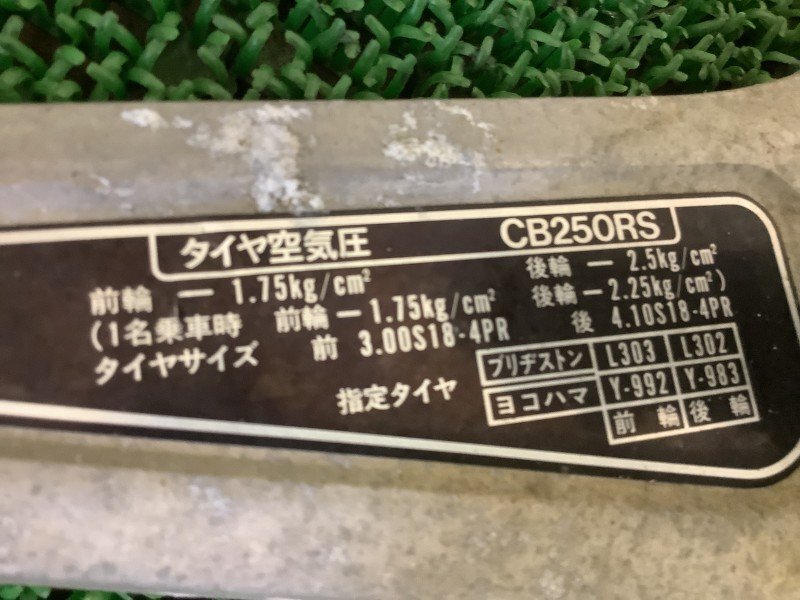 タイヤ空気圧 CB250RS
前輪 — 1.75kg/cm² 後輪 — 2.5kg/cm²
(1名乗車時 前輪 — 1.75kg/cm² 後輪 — 2.25kg/cm²)
タイヤサイズ 前 3.00S18-4PR 後 4.10S18-4PR
指定タイヤ ブリヂストン L303 L302
ヨコハマ Y-992 Y-983
前輪 後輪